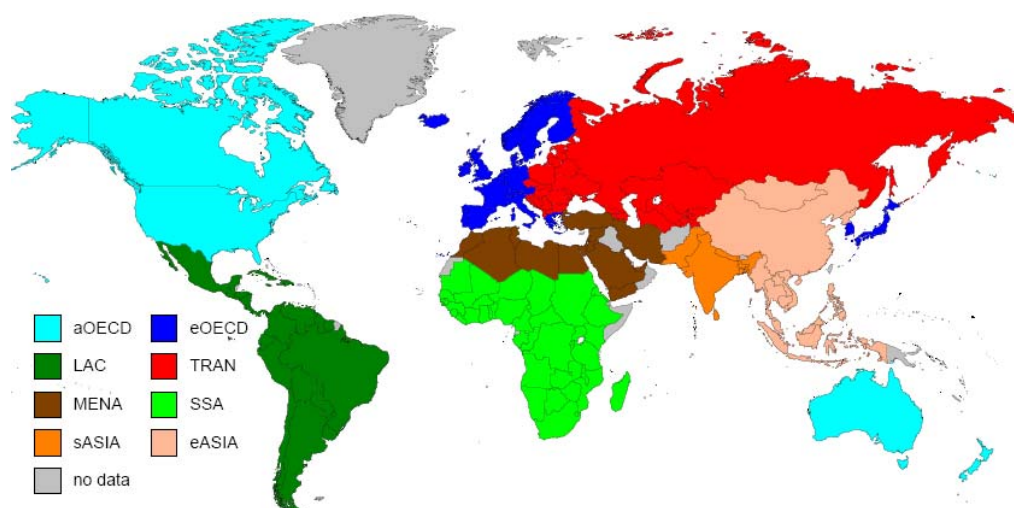 aOECD eOECD
LAC TRAN
MENA SSA
sASIA eASIA
no data